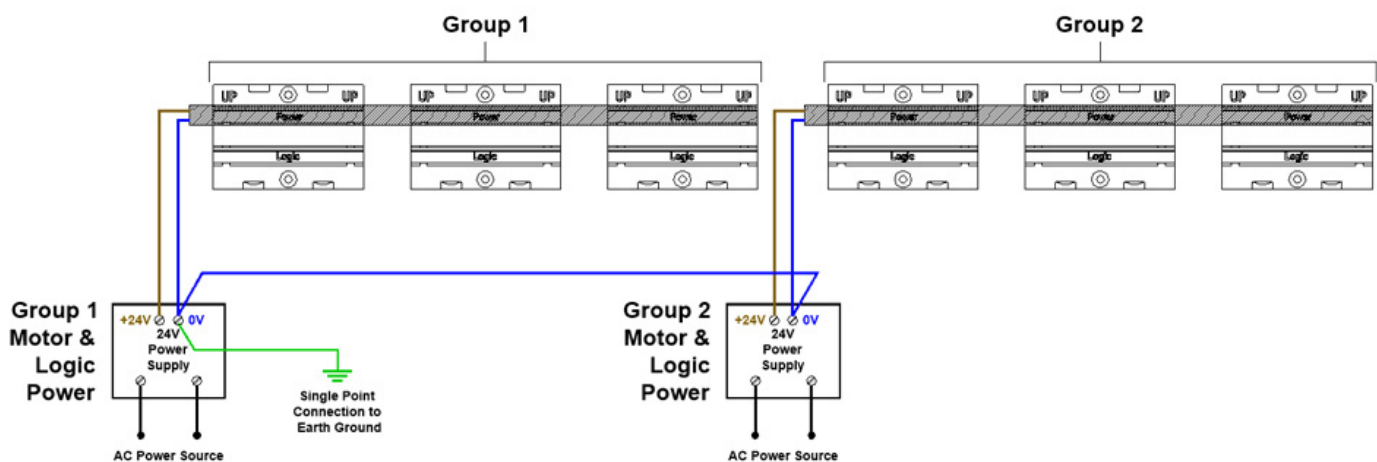 Group 1
Group 2
UP UP UP UP UP UP
UP UP UP UP UP UP
Power Power Power
Power Power Power
Logic Logic Logic
Logic Logic Logic
Group 1
Motor &
Logic
Power
+24V 0V
24V
Power
Supply
AC Power Source
Single Point
Connection to
Earth Ground
Group 2
Motor &
Logic
Power
+24V 0V
24V
Power
Supply
AC Power Source